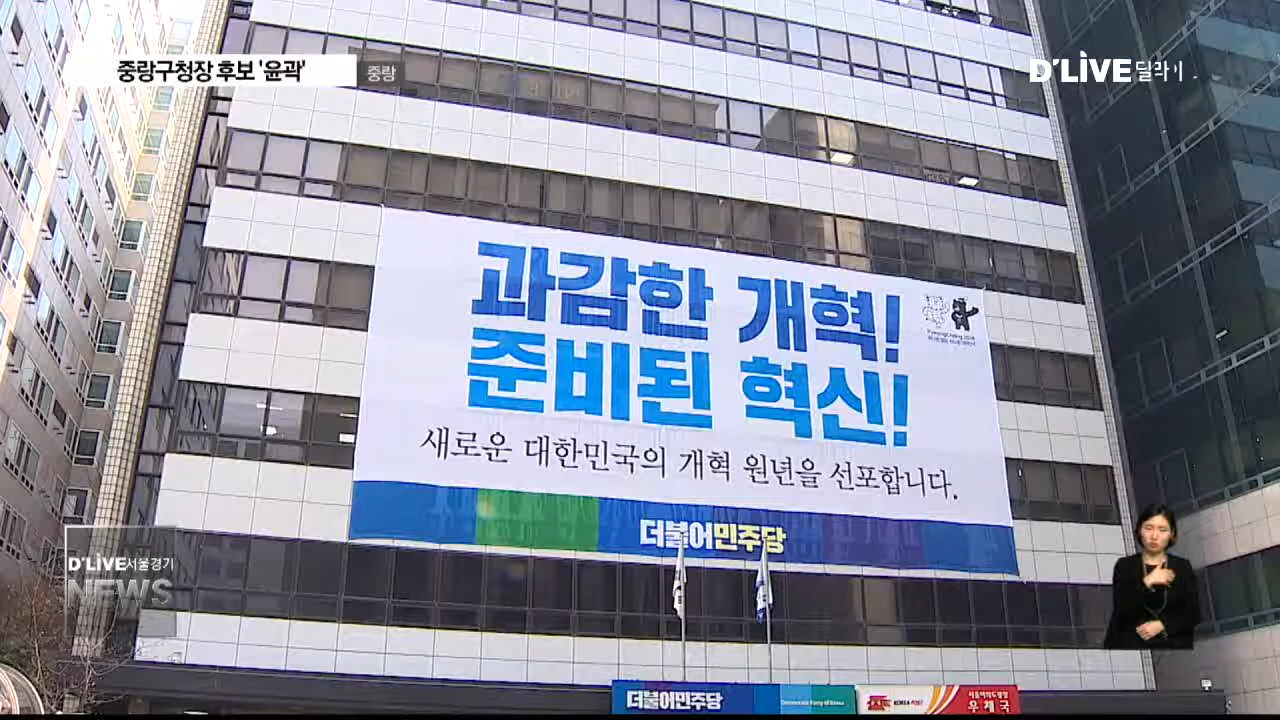 중랑구청장 후보 '윤곽'
중랑
D'LIVE 딜라이
과감한 개혁!
준비된 혁신!
새로운 대한민국의 개혁 원년을 선포합니다.
더불어민주당
D'LIVE 서울경기
NEWS
더불어민주당
KOREA POST
우체국